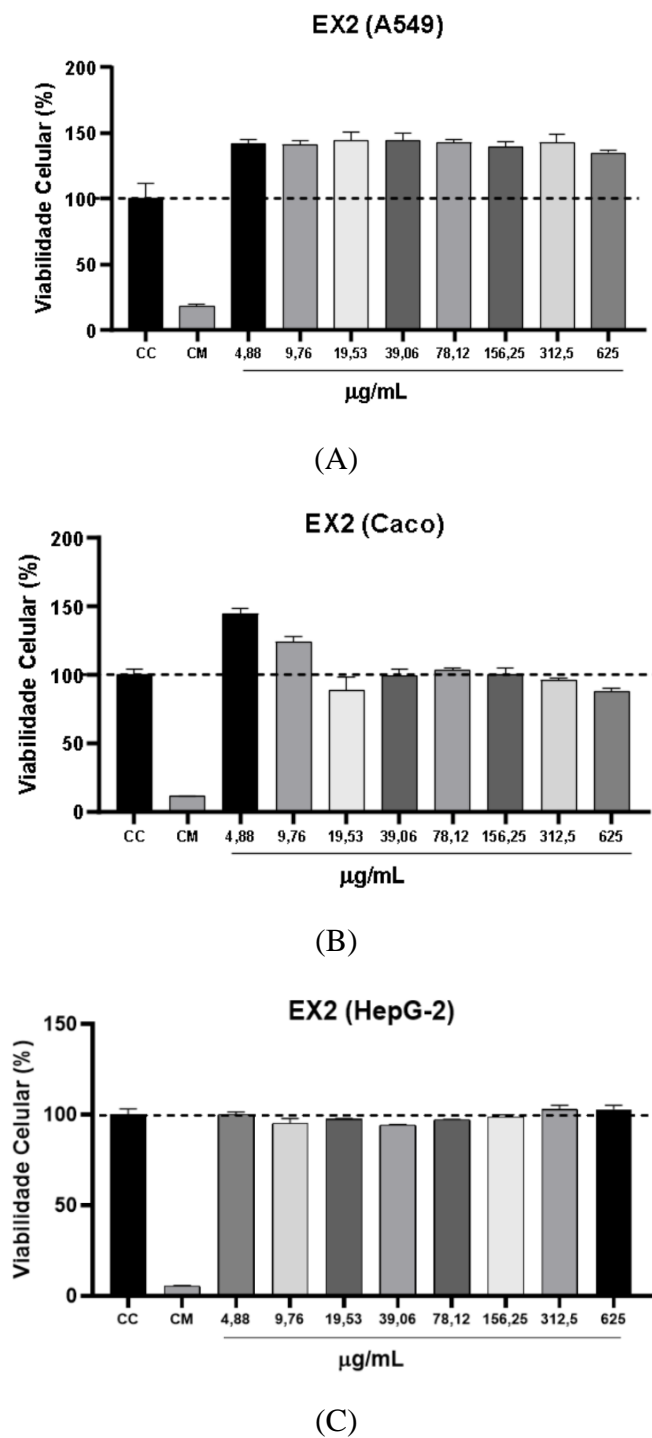 EX2 (A549)
Viabilidade Celular (%)
200
150
100
50
0
CC CM 4,88 9,76 19,53 39,06 78,12 156,25 312,5 625
µg/mL
(A)
EX2 (Caco)
Viabilidade Celular (%)
200
150
100
50
0
CC CM 4,88 9,76 19,53 39,06 78,12 156,25 312,5 625
µg/mL
(B)
EX2 (HepG-2)
Viabilidade Celular (%)
150
100
50
0
CC CM 4,88 9,76 19,53 39,06 78,12 156,25 312,5 625
µg/mL
(C)